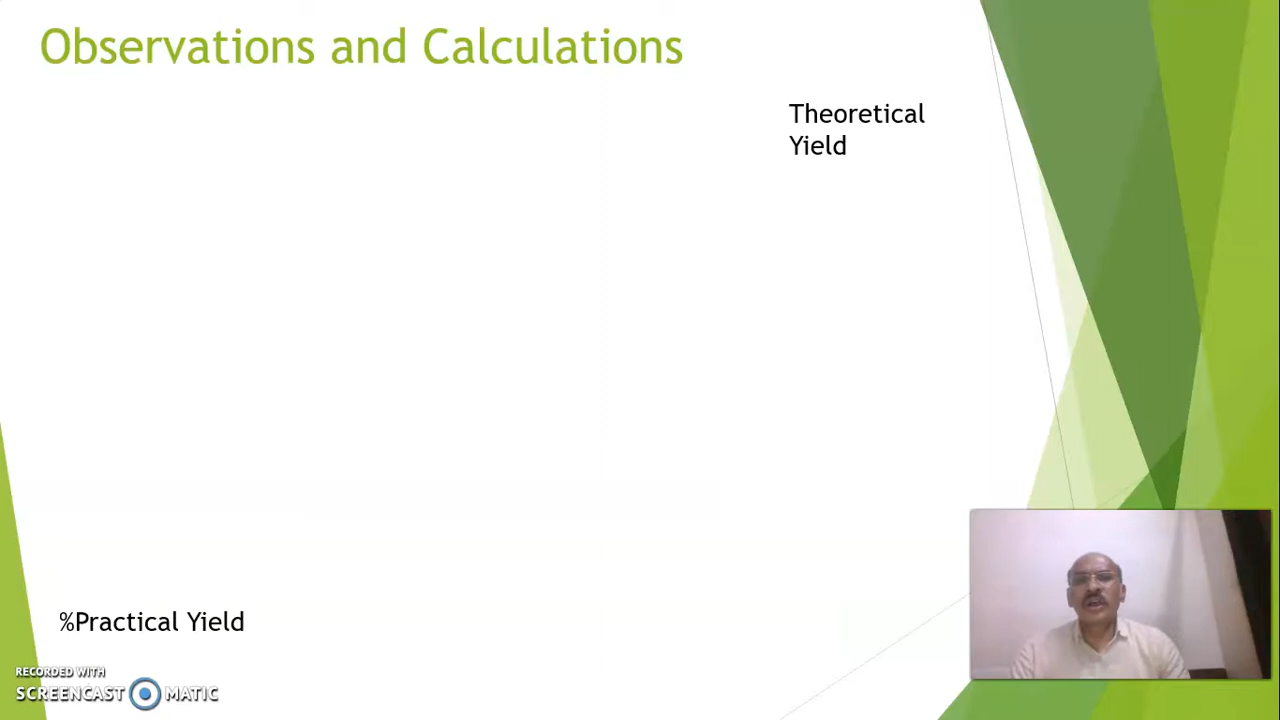 Observations and Calculations
Theoretical
Yield
%Practical Yield
RECORDED WITH
SCREENCAST MATIC